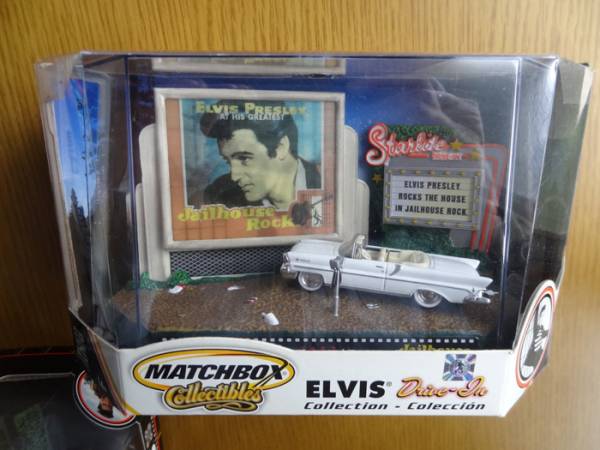 ELVIS PRESLEY
AT HIS GREATEST
Jailhouse
Rock
Starlite
ELVIS PRESLEY
ROCKS THE HOUSE
IN JAILHOUSE ROCK
MATCHBOX
Collectibles
ELVIS® Drive-In
Collection - Colección